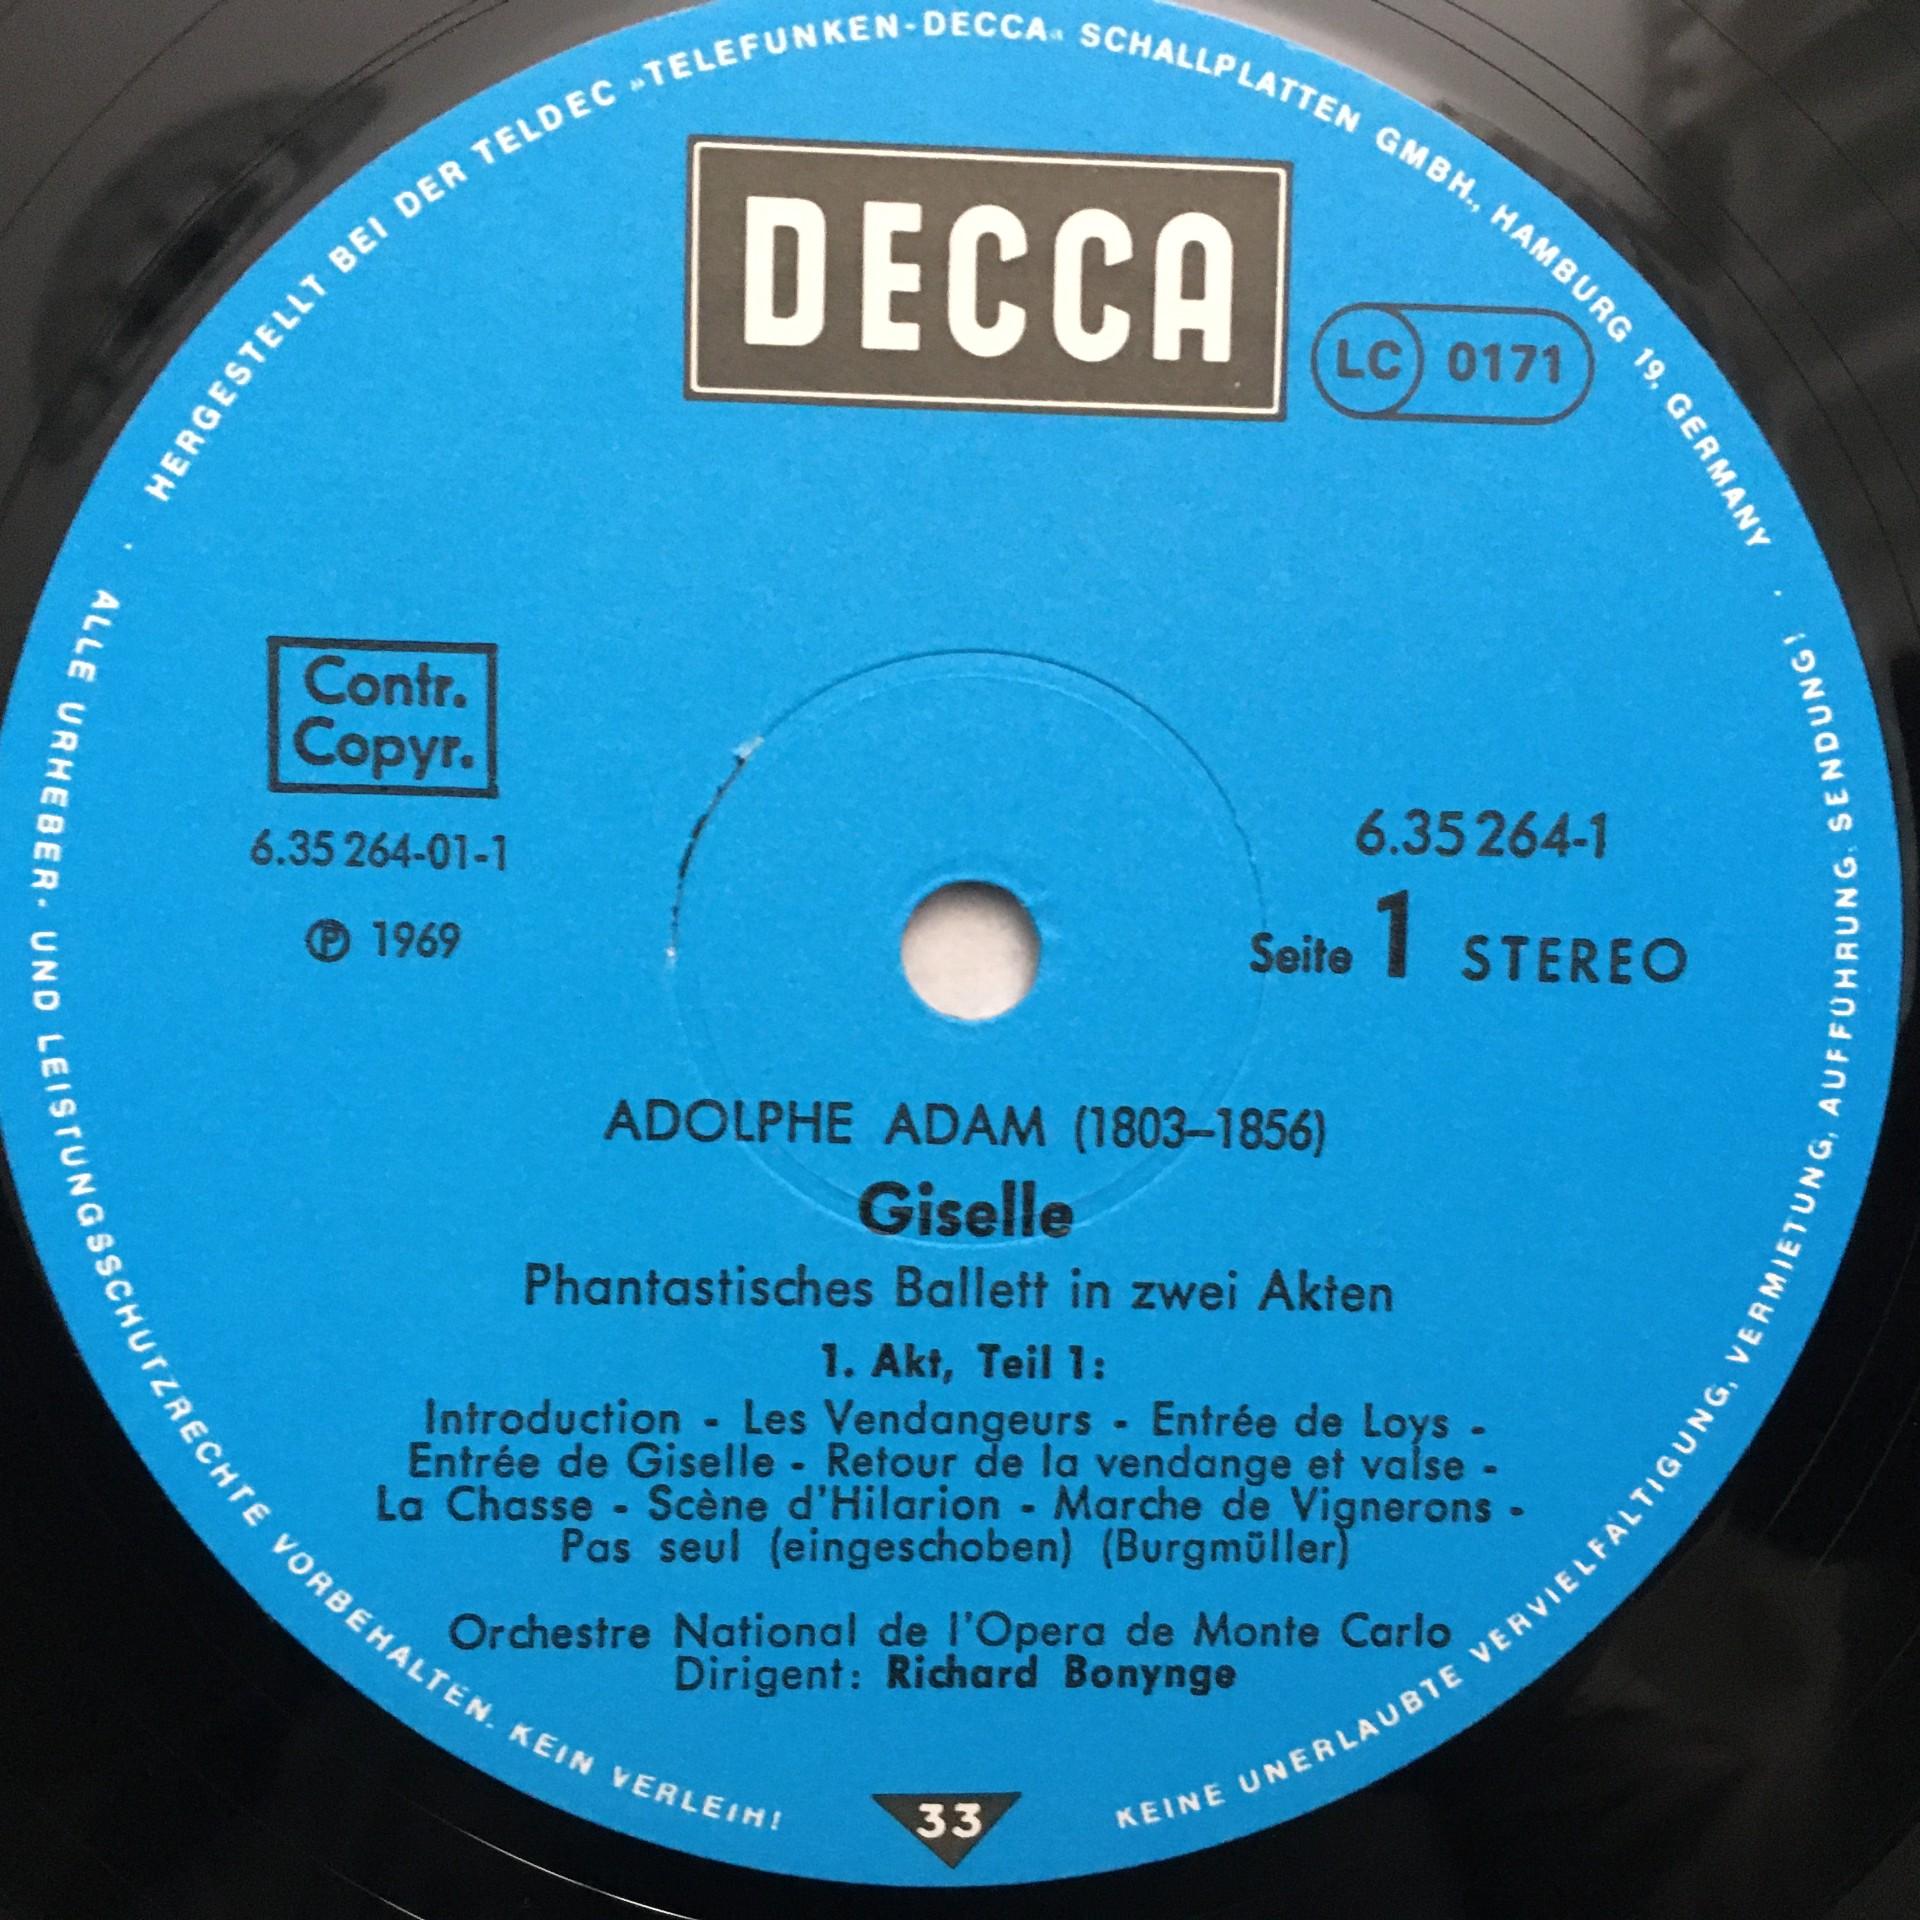 HERGESTELLT BEI DER TELDEC »TELEFUNKEN-DECCA« SCHALLPLATTEN GMBH., HAMBURG 19, GERMANY ·
DECCA
LC 0171
Contr.
Copyr.
6.35 264-01-1
℗ 1969
6.35 264-1
Seite 1 STEREO
ADOLPHE ADAM (1803–1856)
Giselle
Phantastisches Ballett in zwei Akten
1. Akt, Teil 1:
Introduction - Les Vendangeurs - Entrée de Loys -
Entrée de Giselle - Retour de la vendange et valse -
La Chasse - Scène d'Hilarion - Marche de Vignerons -
Pas seul (eingeschoben) (Burgmüller)
Orchestre National de l'Opera de Monte Carlo
Dirigent: Richard Bonynge
33
· ALLE URHEBER- UND LEISTUNGSSCHUTZRECHTE VORBEHALTEN. KEIN VERLEIH!
KEINE UNERLAUBTE VERVIELFÄLTIGUNG, VERMIETUNG, AUFFÜHRUNG, SENDUNG!